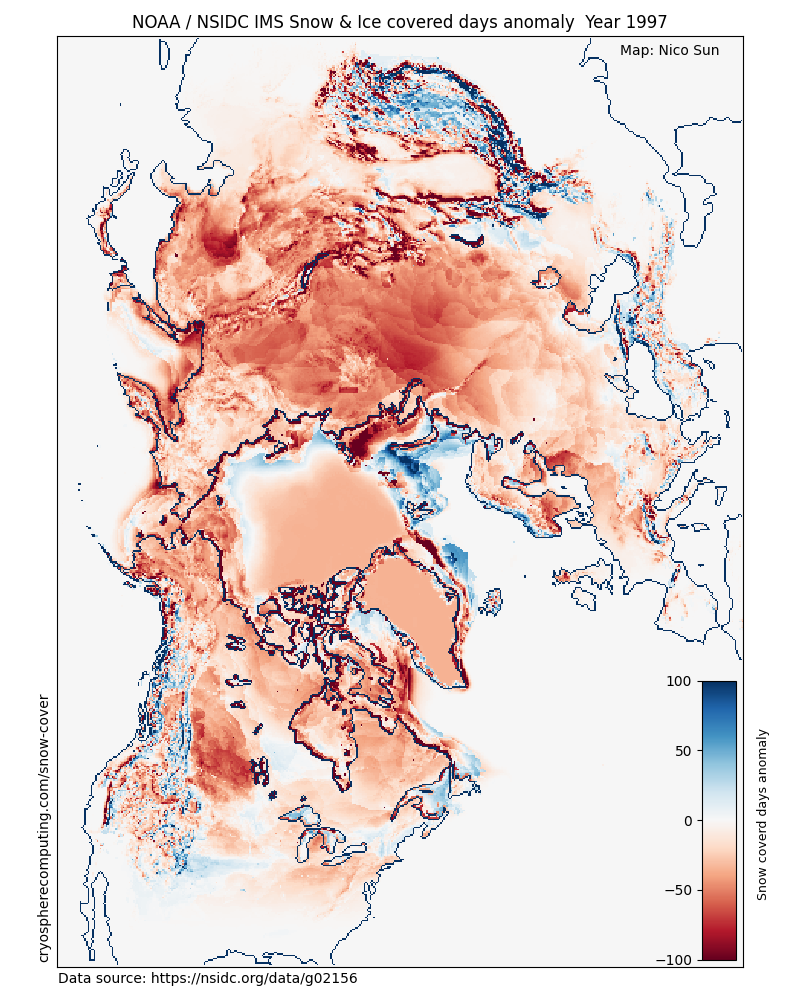 NOAA / NSIDC IMS Snow & Ice covered days anomaly  Year 1997
Map: Nico Sun
cryospherecomputing.com/snow-cover
100
50
0
−50
−100
Snow coverd days anomaly
Data source: https://nsidc.org/data/g02156